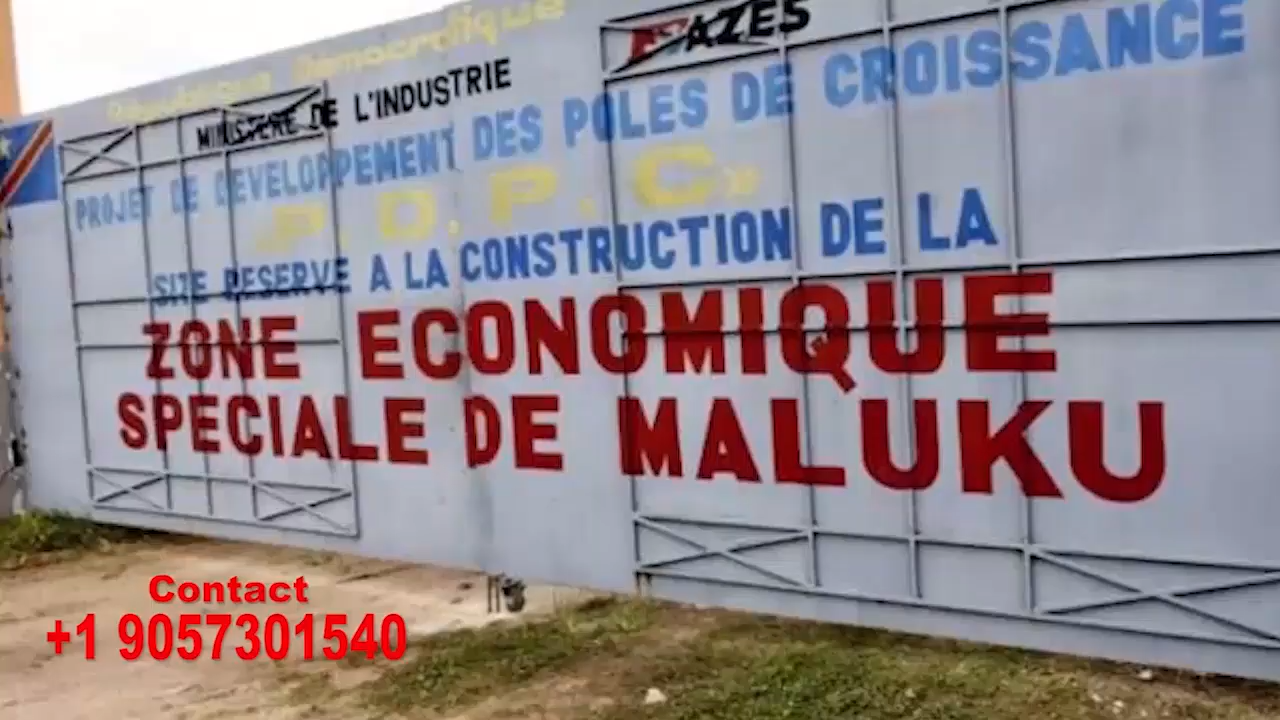 République Démocratique
AZES
MINISTERE DE L'INDUSTRIE
PROJET DE DEVELOPPEMENT DES POLES DE CROISSANCE
P.D.P.C.
SITE RESERVE A LA CONSTRUCTION DE LA
ZONE ECONOMIQUE
SPECIALE DE MALUKU
Contact
+1 9057301540